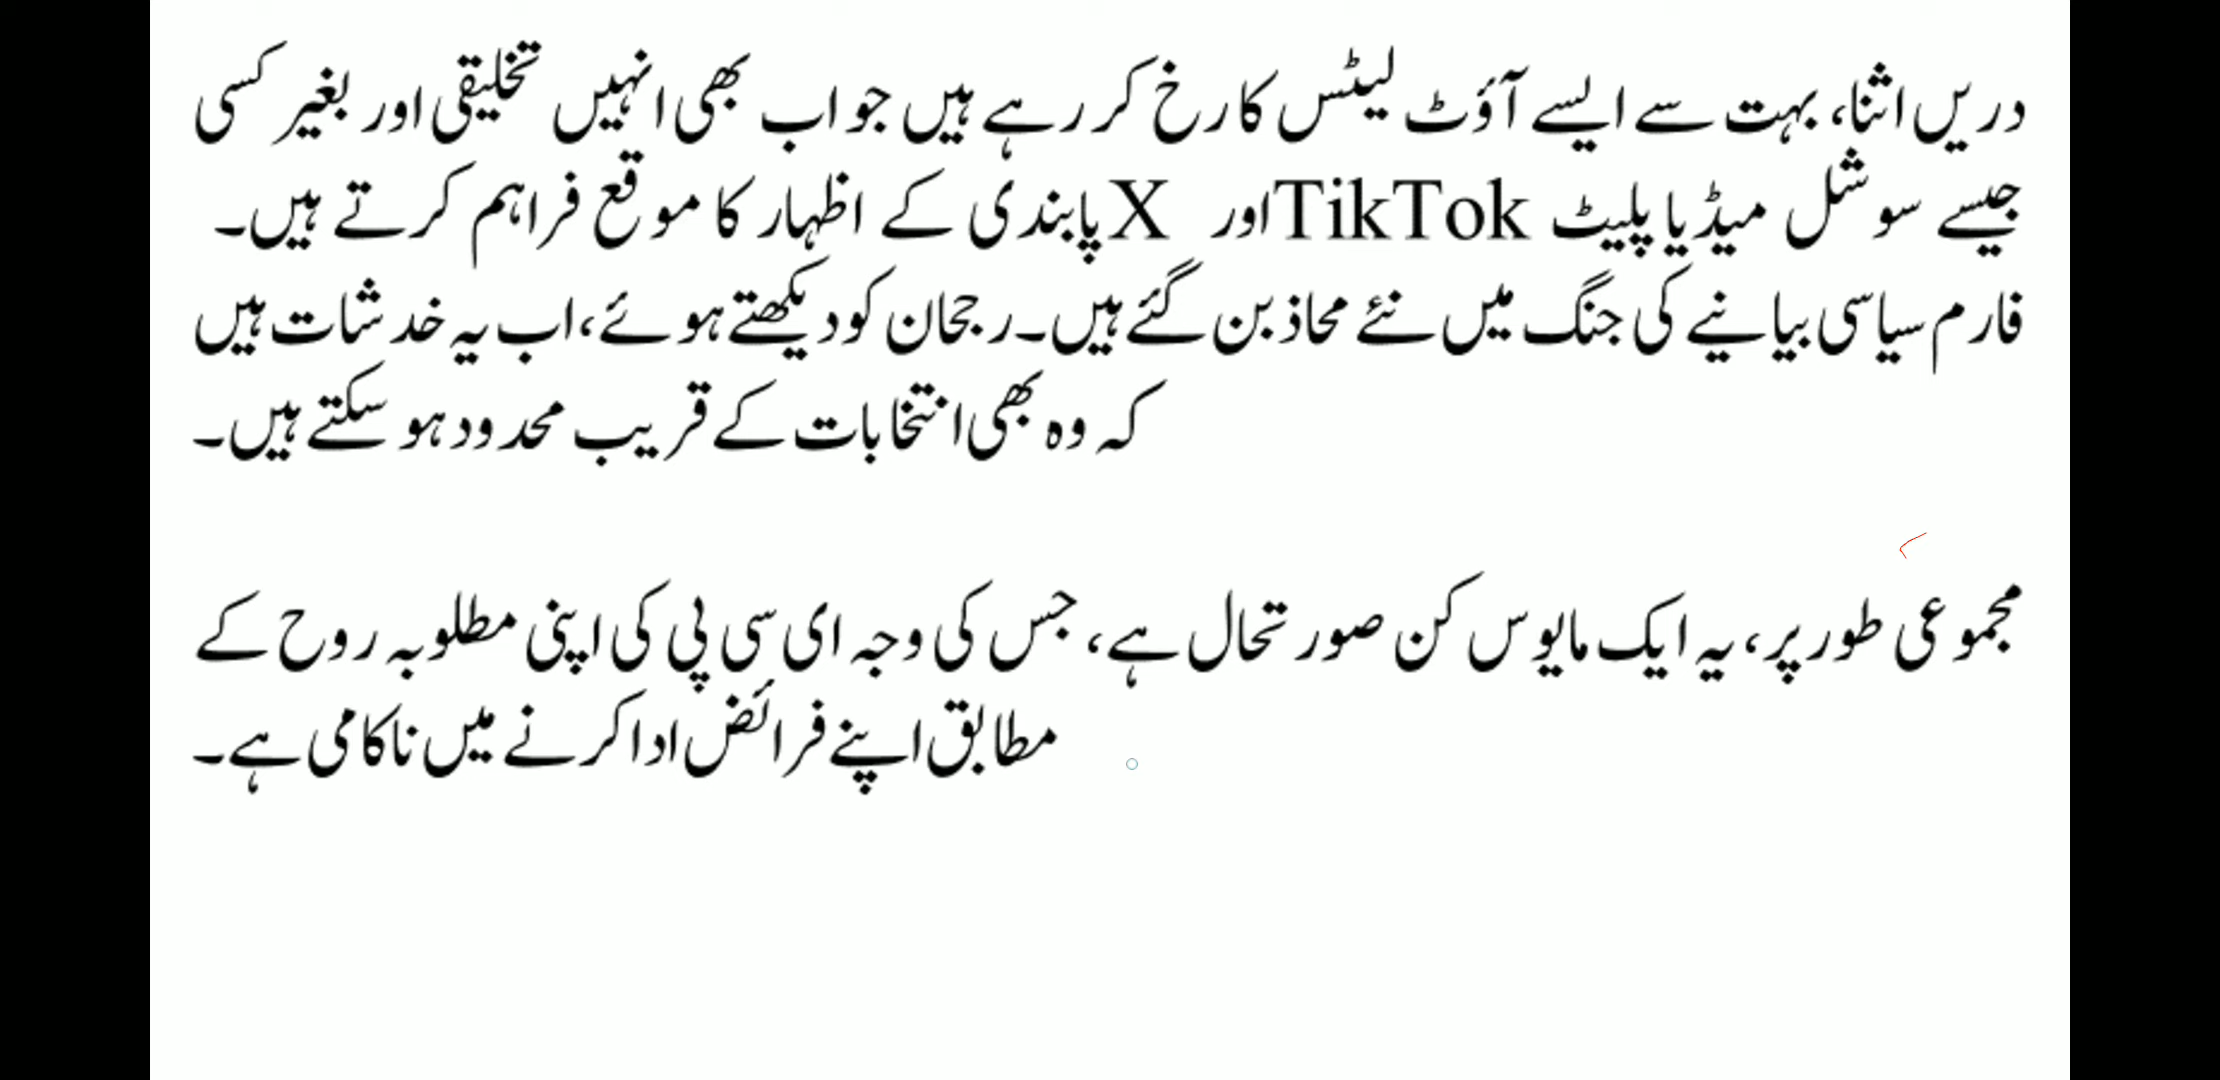 دریں اثنا، بہت سے ایسے آؤٹ لیٹس کا رخ کر رہے ہیں جو اب بھی انہیں تخلیقی اور بغیر کسی
جیسے سوشل میڈیا پلیٹ TikTok اور X پابندی کے اظہار کا موقع فراہم کرتے ہیں۔
فارم سیاسی بیانیے کی جنگ میں نئے محاذ بن گئے ہیں۔ رجحان کو دیکھتے ہوئے، اب یہ خدشات ہیں
کہ وہ بھی انتخابات کے قریب محدود ہو سکتے ہیں۔
مجموعی طور پر، یہ ایک مایوس کن صورتحال ہے، جس کی وجہ ای سی پی کی اپنی مطلوبہ روح کے
مطابق اپنے فرائض ادا کرنے میں ناکامی ہے۔